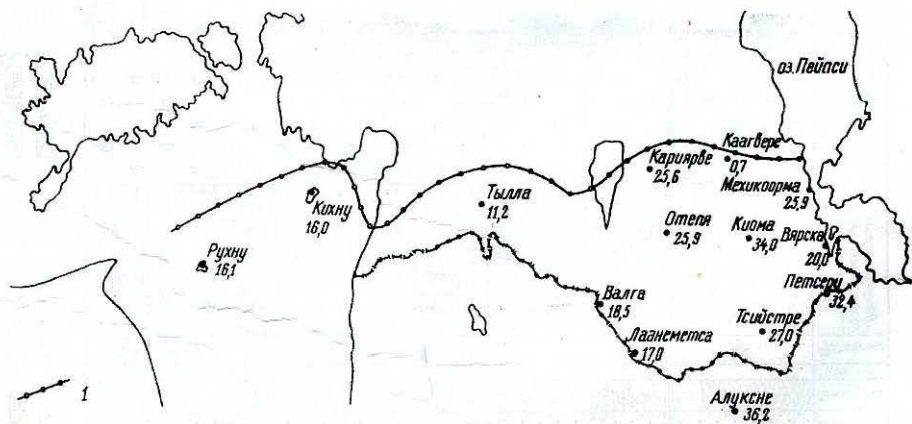 оз. Пейпси
Каагвере
0,7
Кариярве
25,6
Мехикоорма
25,9
Кихну
16,0
Тылла
11,2
Отепя
25,9
Киома
34,0
Вярска
20,0
Рухну
16,1
Петсери
32,4
Валга
18,5
Тсийстре
27,0
Лаанеметса
17,0
1
Алуксне
36,2